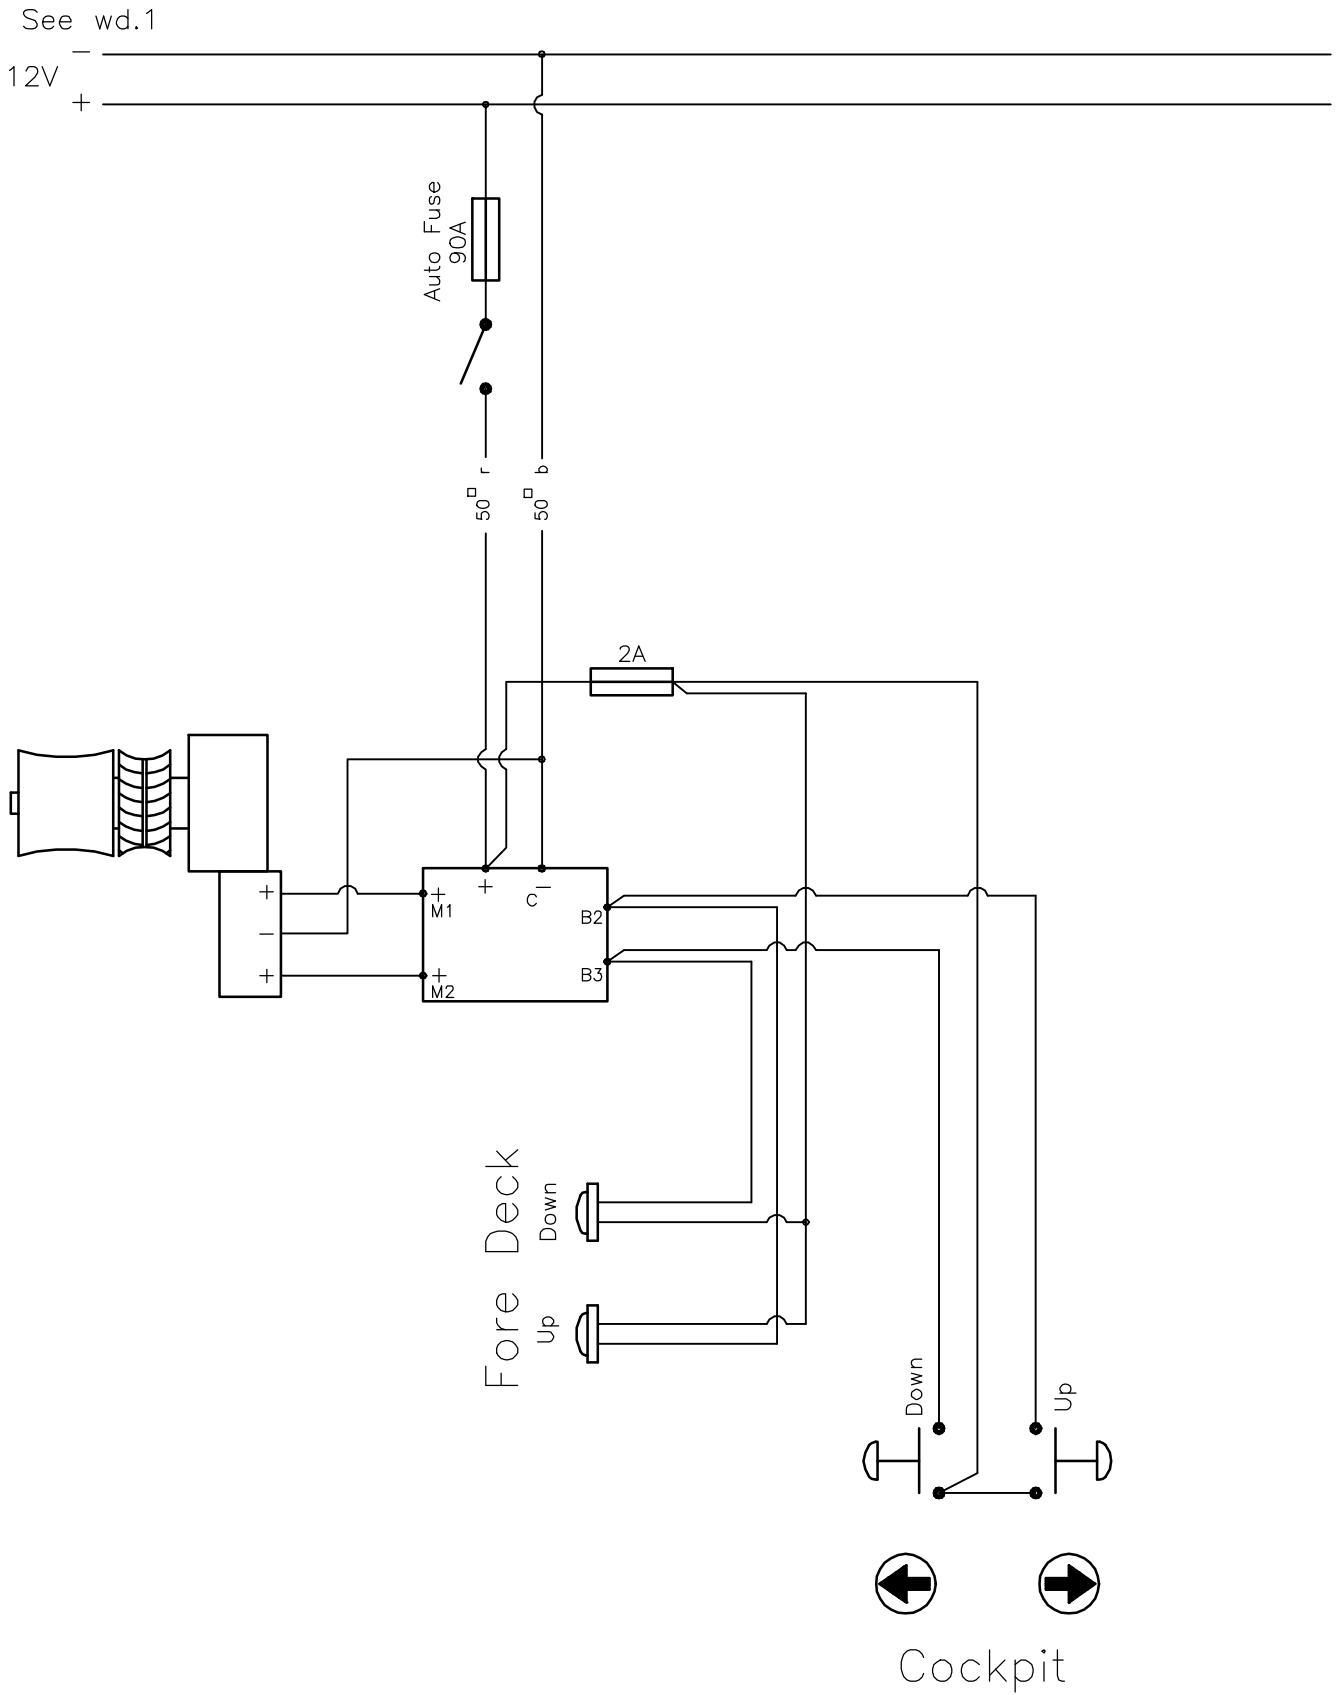 See wd.1
−
12V
+
Auto Fuse
90A
50□ r
50□ b
2A
+
−
+
+
M1
+
M2
+
C −
B2
B3
Fore Deck
Down
Up
Down
Up
Cockpit